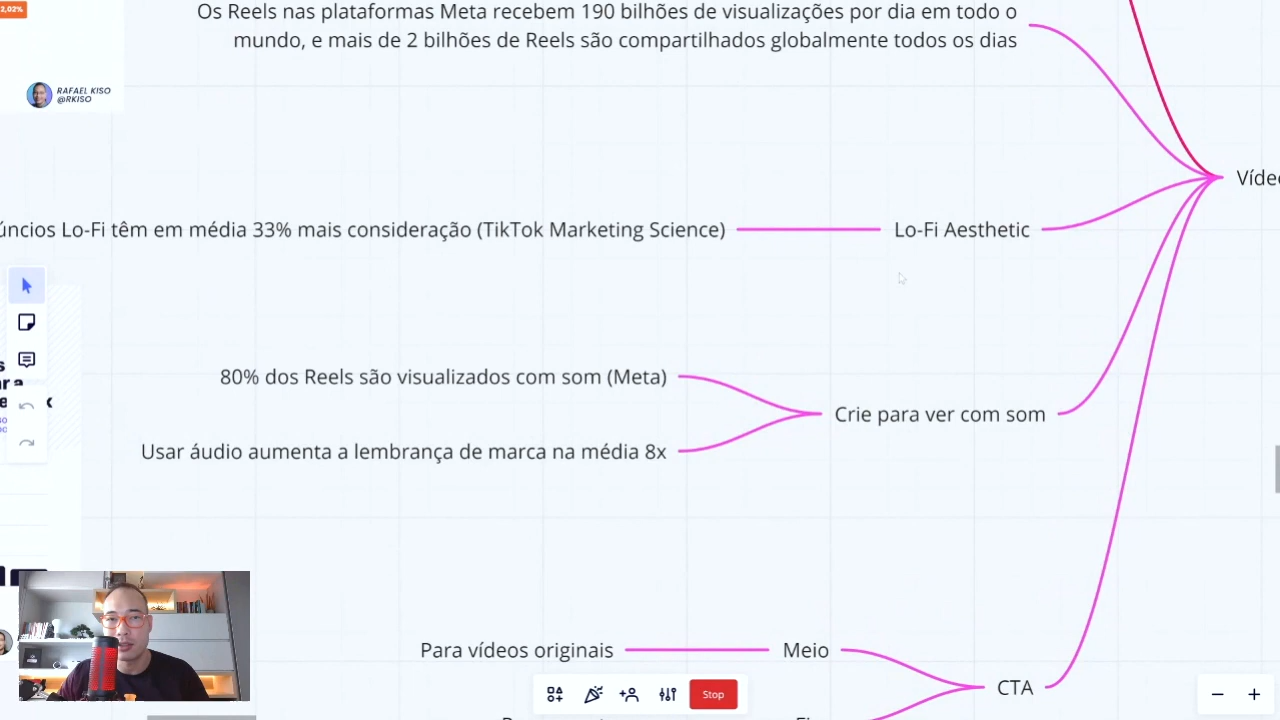 2,02%
Os Reels nas plataformas Meta recebem 190 bilhões de visualizações por dia em todo o
mundo, e mais de 2 bilhões de Reels são compartilhados globalmente todos os dias
RAFAEL KISO
@RKISO
Víde
úncios Lo-Fi têm em média 33% mais consideração (TikTok Marketing Science)
Lo-Fi Aesthetic
80% dos Reels são visualizados com som (Meta)
Crie para ver com som
Usar áudio aumenta a lembrança de marca na média 8x
Para vídeos originais
Meio
CTA
Stop